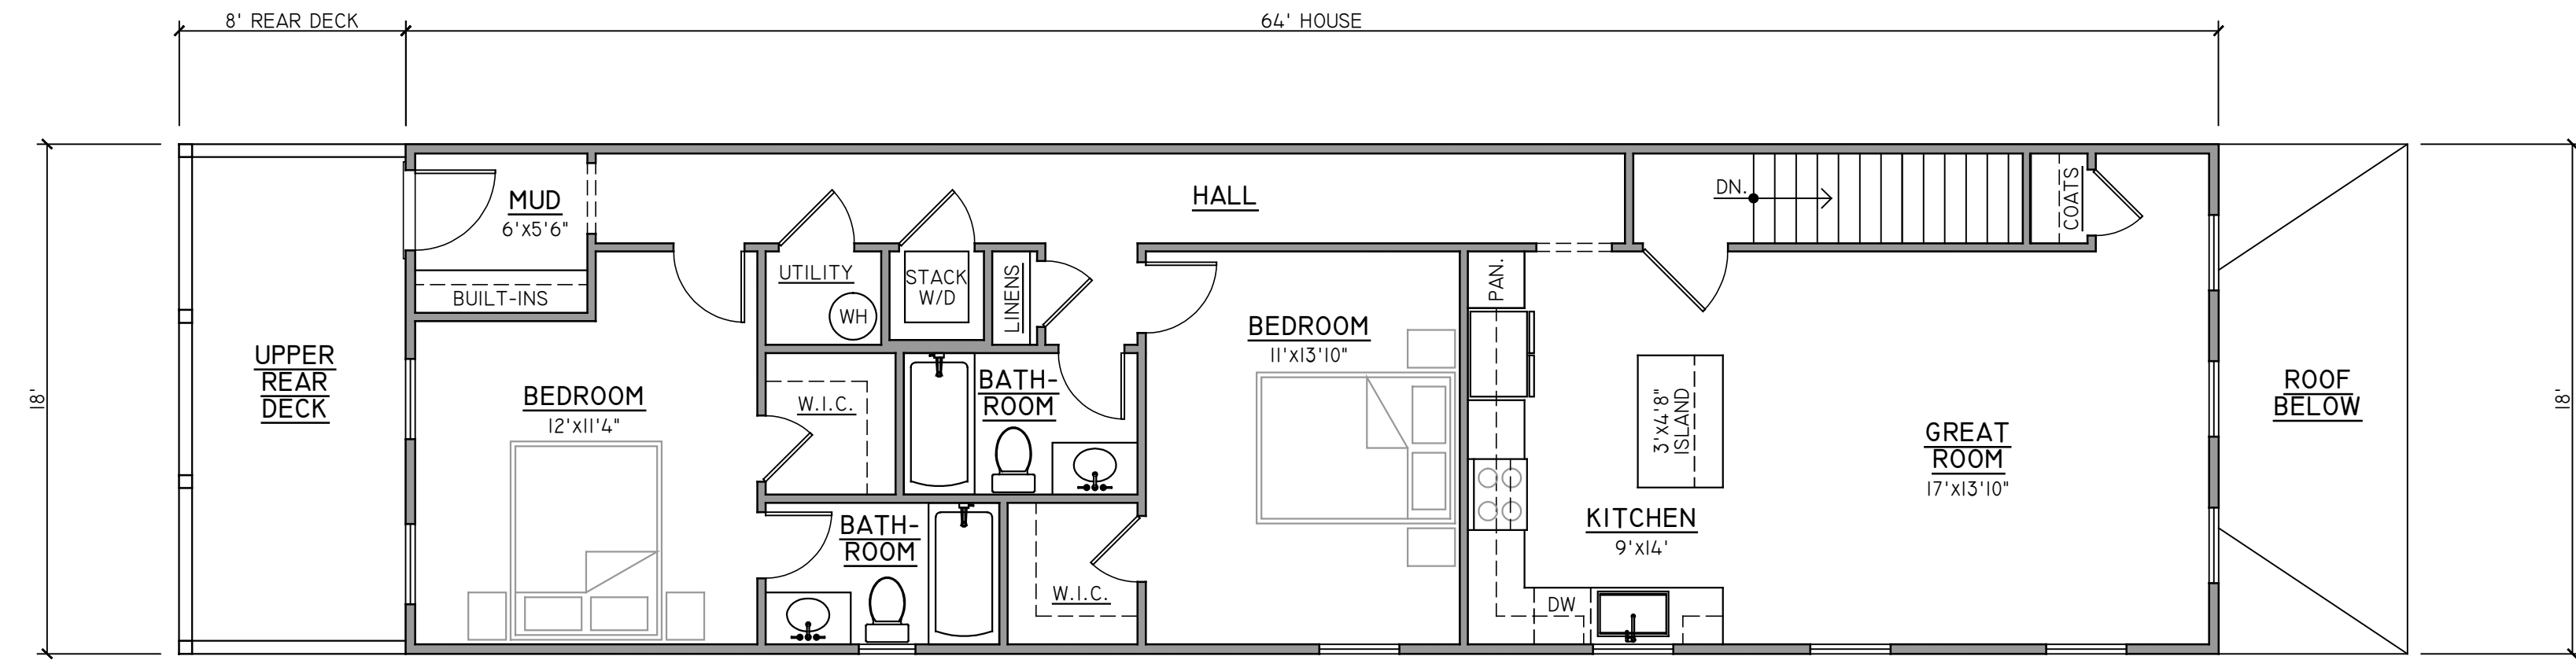 8' REAR DECK
64' HOUSE
18'
18'
MUD
6'x5'6"
BUILT-INS
HALL
DN.
COATS
UTILITY
WH
STACK
W/D
LINENS
PAN.
UPPER
REAR
DECK
BEDROOM
12'x11'4"
W.I.C.
BATH-
ROOM
BEDROOM
11'x13'10"
3'x4'8"
ISLAND
GREAT
ROOM
17'x13'10"
ROOF
BELOW
BATH-
ROOM
W.I.C.
KITCHEN
9'x14'
DW